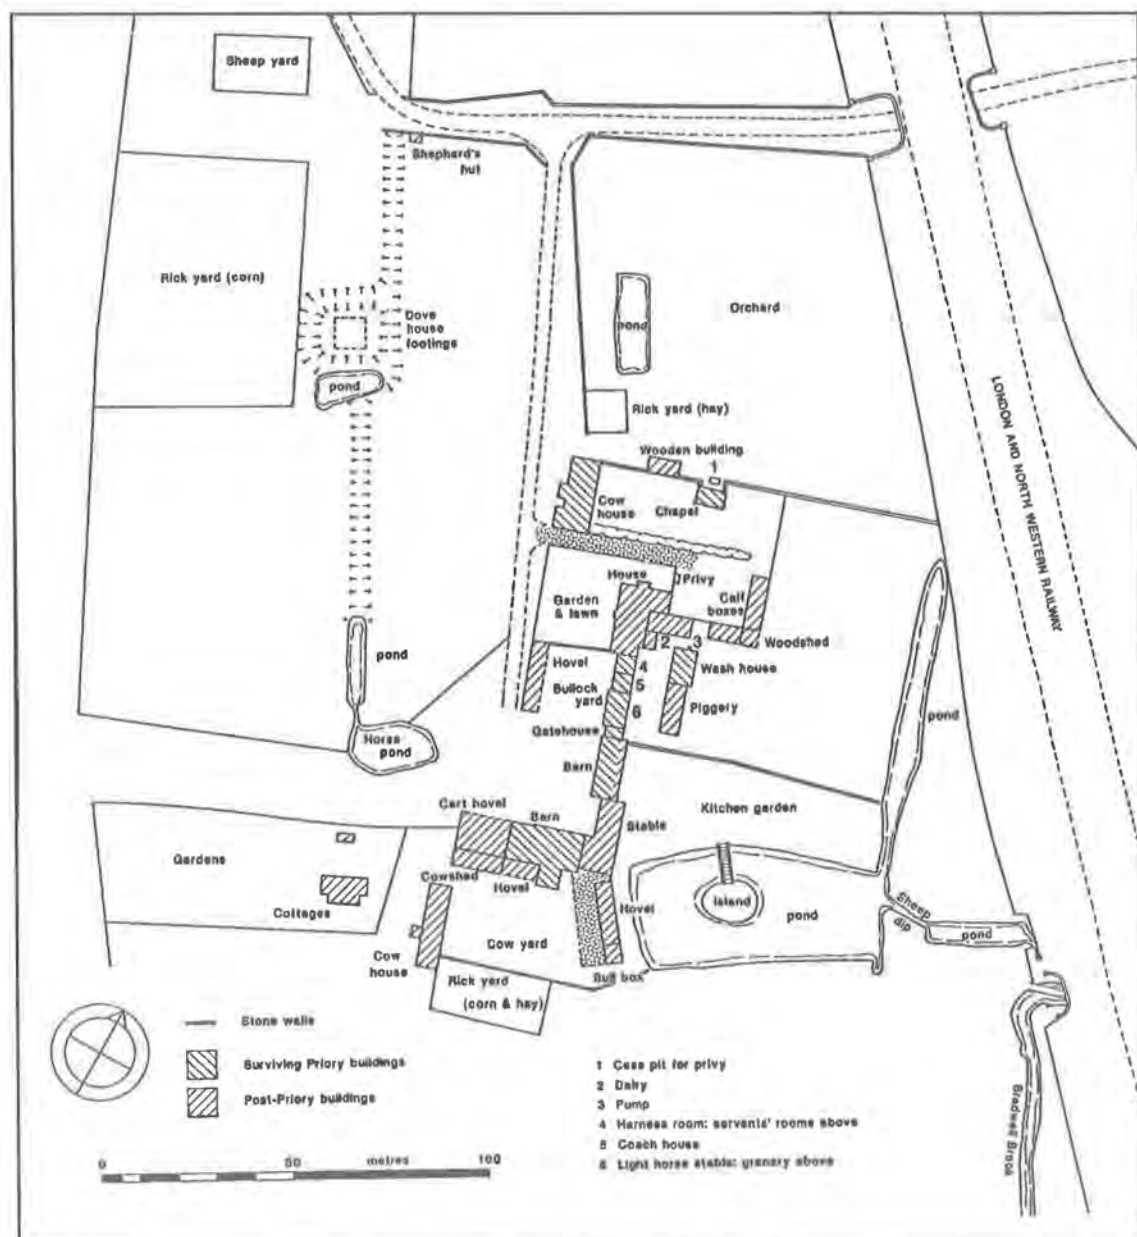 Sheep yard
Shepherd's
hut
Rick yard (corn)
Dove
house
footings
pond
pond
Orchard
Rick yard (hay)
LONDON AND NORTH WESTERN RAILWAY
Wooden building
1
Cow
house
Chapel
House
Privy
Garden
& lawn
Calf
boxes
2
3
Woodshed
pond
Hovel
4
Wash house
Bullock
yard
5
6
Piggery
pond
Gatehouse
Horse
pond
Barn
Kitchen garden
Cart hovel
Barn
Stable
Gardens
Cowshed
Hovel
Island
Hovel
pond
Sheep
dip
pond
Cottages
Cow yard
Cow
house
Bull box
Rick yard
(corn & hay)
Stone walls
Surviving Priory buildings
Post-Priory buildings
1 Cess pit for privy
2 Dairy
3 Pump
4 Harness room: servants' rooms above
5 Coach house
6 Light horse stable: granary above
Bradwell Brook
0 50 metres 100